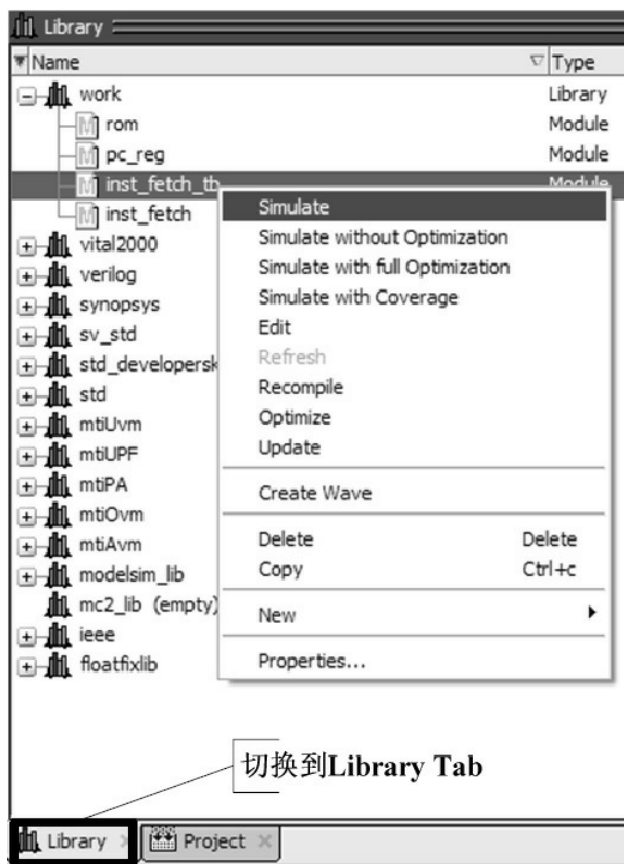 Library
Name Type
work Library
rom Module
pc_reg Module
inst_fetch_tb Module
inst_fetch
Simulate
vital2000
Simulate without Optimization
verilog
Simulate with full Optimization
synopsys
Simulate with Coverage
sv_std
Edit
std_developersk
Refresh
std
Recompile
mtiUvm
Optimize
mtiUPF
Update
mtiPA
Create Wave
mtiOvm
mtiAvm
Delete Delete
modelsim_lib
Copy Ctrl+c
mc2_lib (empty)
New
ieee
floatfixlib
Properties...
切换到Library Tab
Library Project